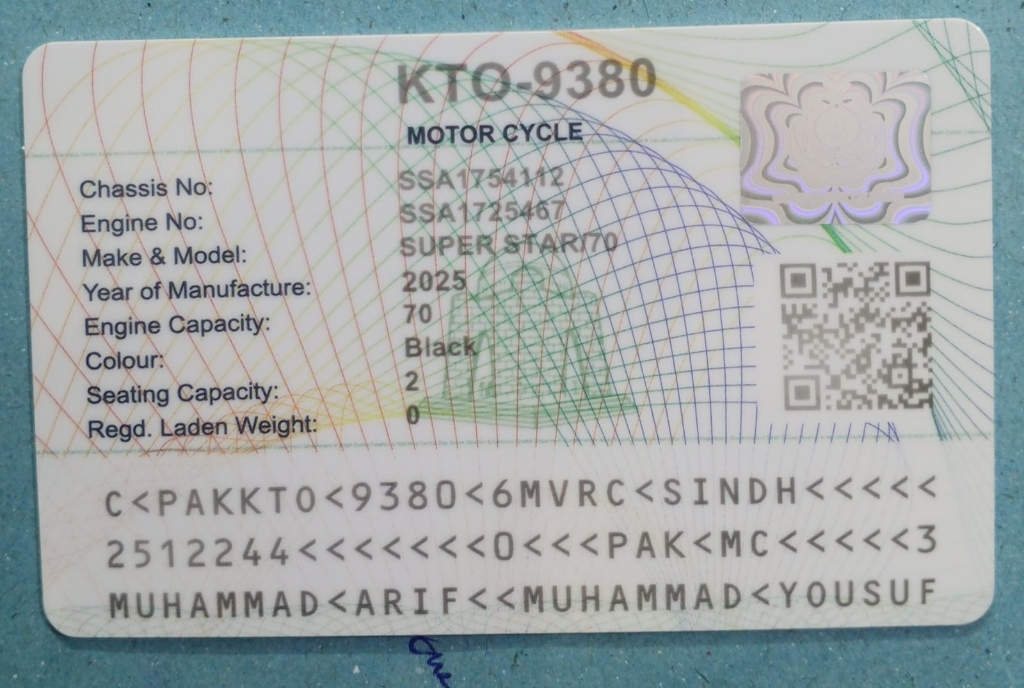 KTO-9380
MOTOR CYCLE
Chassis No: SSA1754112
Engine No: SSA1725467
Make & Model: SUPER STAR/70
Year of Manufacture: 2025
Engine Capacity: 70
Colour: Black
Seating Capacity: 2
Regd. Laden Weight: 0
C<PAKKTO<9380<6MVRC<SINDH<<<<<
2512244<<<<<<<<0<<<PAK<MC<<<<<3
MUHAMMAD<ARIF<<MUHAMMAD<YOUSUF